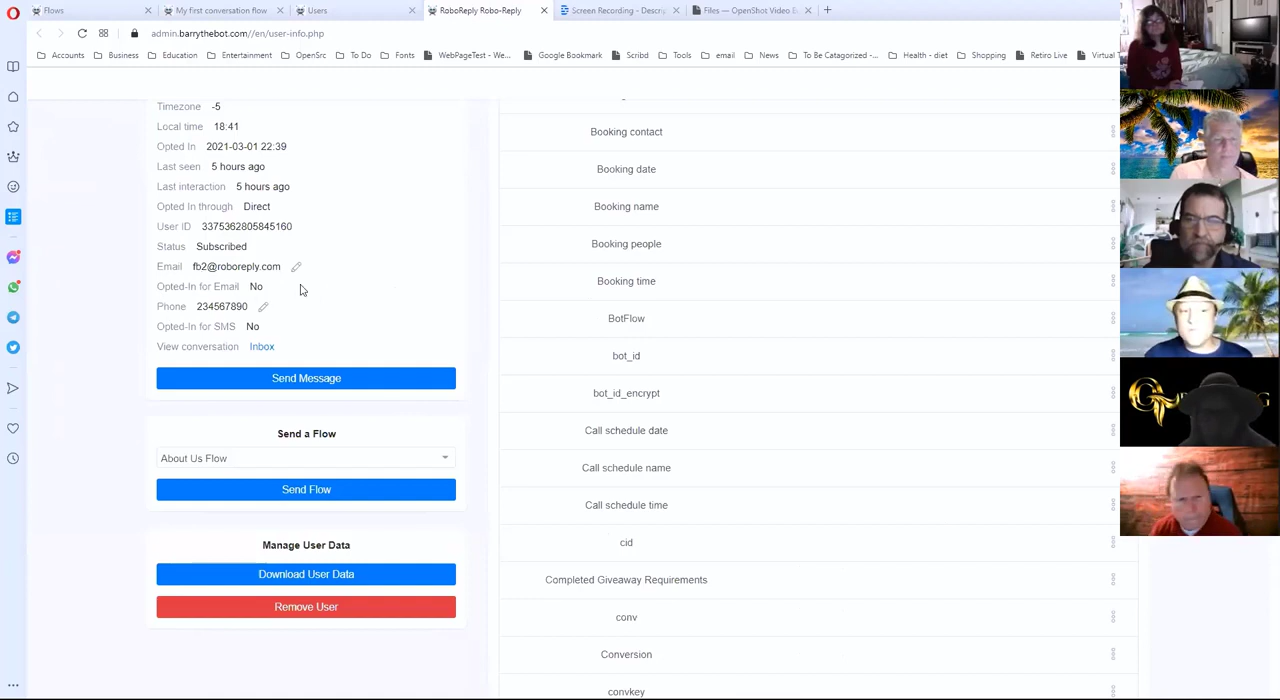 Flows
My first conversation flow
Users
RoboReply Robo-Reply
Screen Recording - Descri
Files — OpenShot Video E
admin.barrythebot.com//en/user-info.php
Accounts
Business
Education
Entertainment
OpenSrc
To Do
Fonts
WebPageTest - We...
Google Bookmark
Scribd
Tools
email
News
To Be Catagorized -...
Health - diet
Shopping
Retiro Live
Virtual
Timezone -5
Local time 18:41
Opted In 2021-03-01 22:39
Last seen 5 hours ago
Last interaction 5 hours ago
Opted In through Direct
User ID 3375362805845160
Status Subscribed
Email fb2@roboreply.com
Opted-In for Email No
Phone 234567890
Opted-In for SMS No
View conversation Inbox
Send Message
Send a Flow
About Us Flow
Send Flow
Manage User Data
Download User Data
Remove User
Booking contact
Booking date
Booking name
Booking people
Booking time
BotFlow
bot_id
bot_id_encrypt
Call schedule date
Call schedule name
Call schedule time
cid
Completed Giveaway Requirements
conv
Conversion
convkey